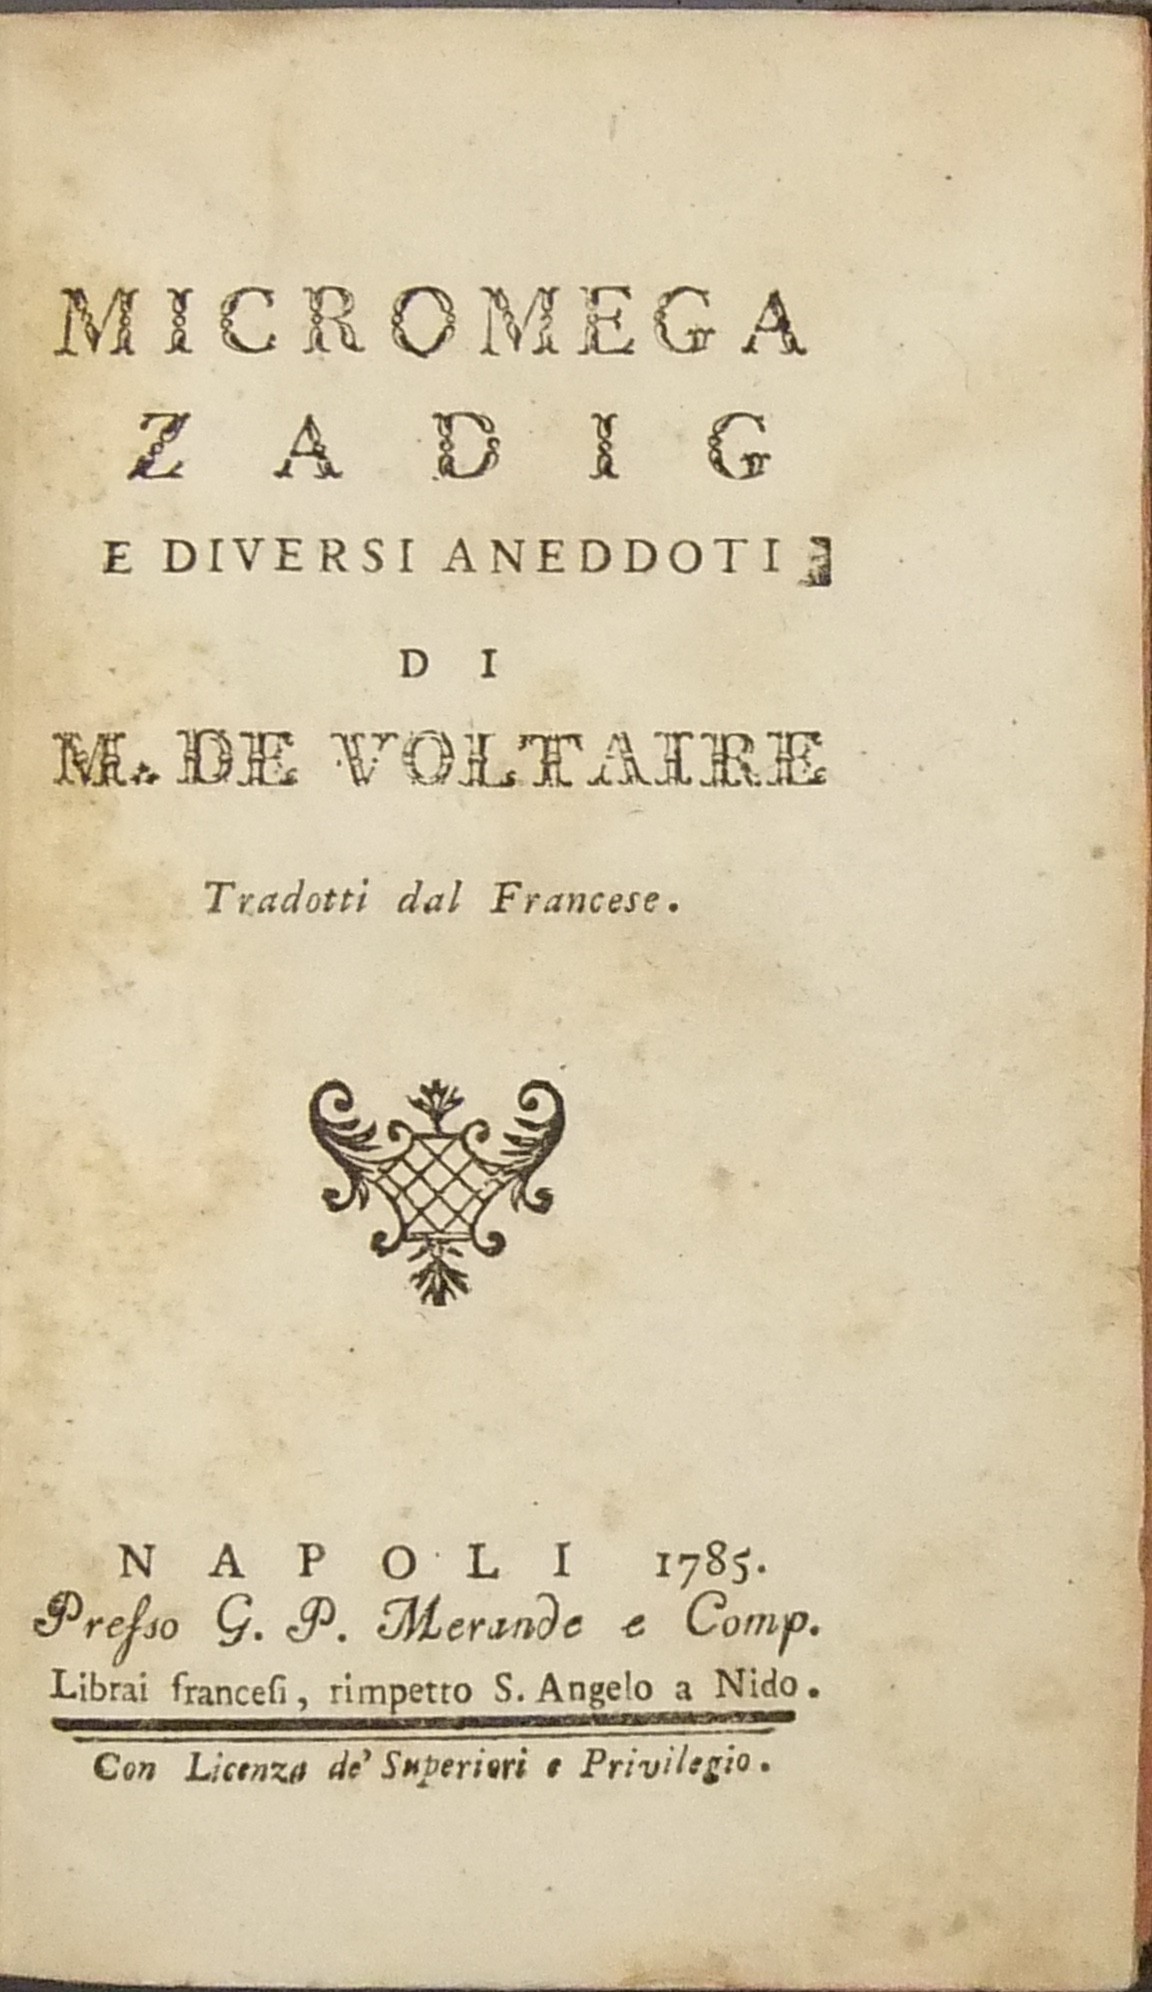 MICROMEGA
ZADIG
E DIVERSI ANEDDOTI
DI
M. DE VOLTAIRE
Tradotti dal Francese.
NAPOLI 1785.
Preſso G. P. Merande e Comp.
Librai franceſi, rimpetto S. Angelo a Nido.
Con Licenza de' Superiori e Privilegio.